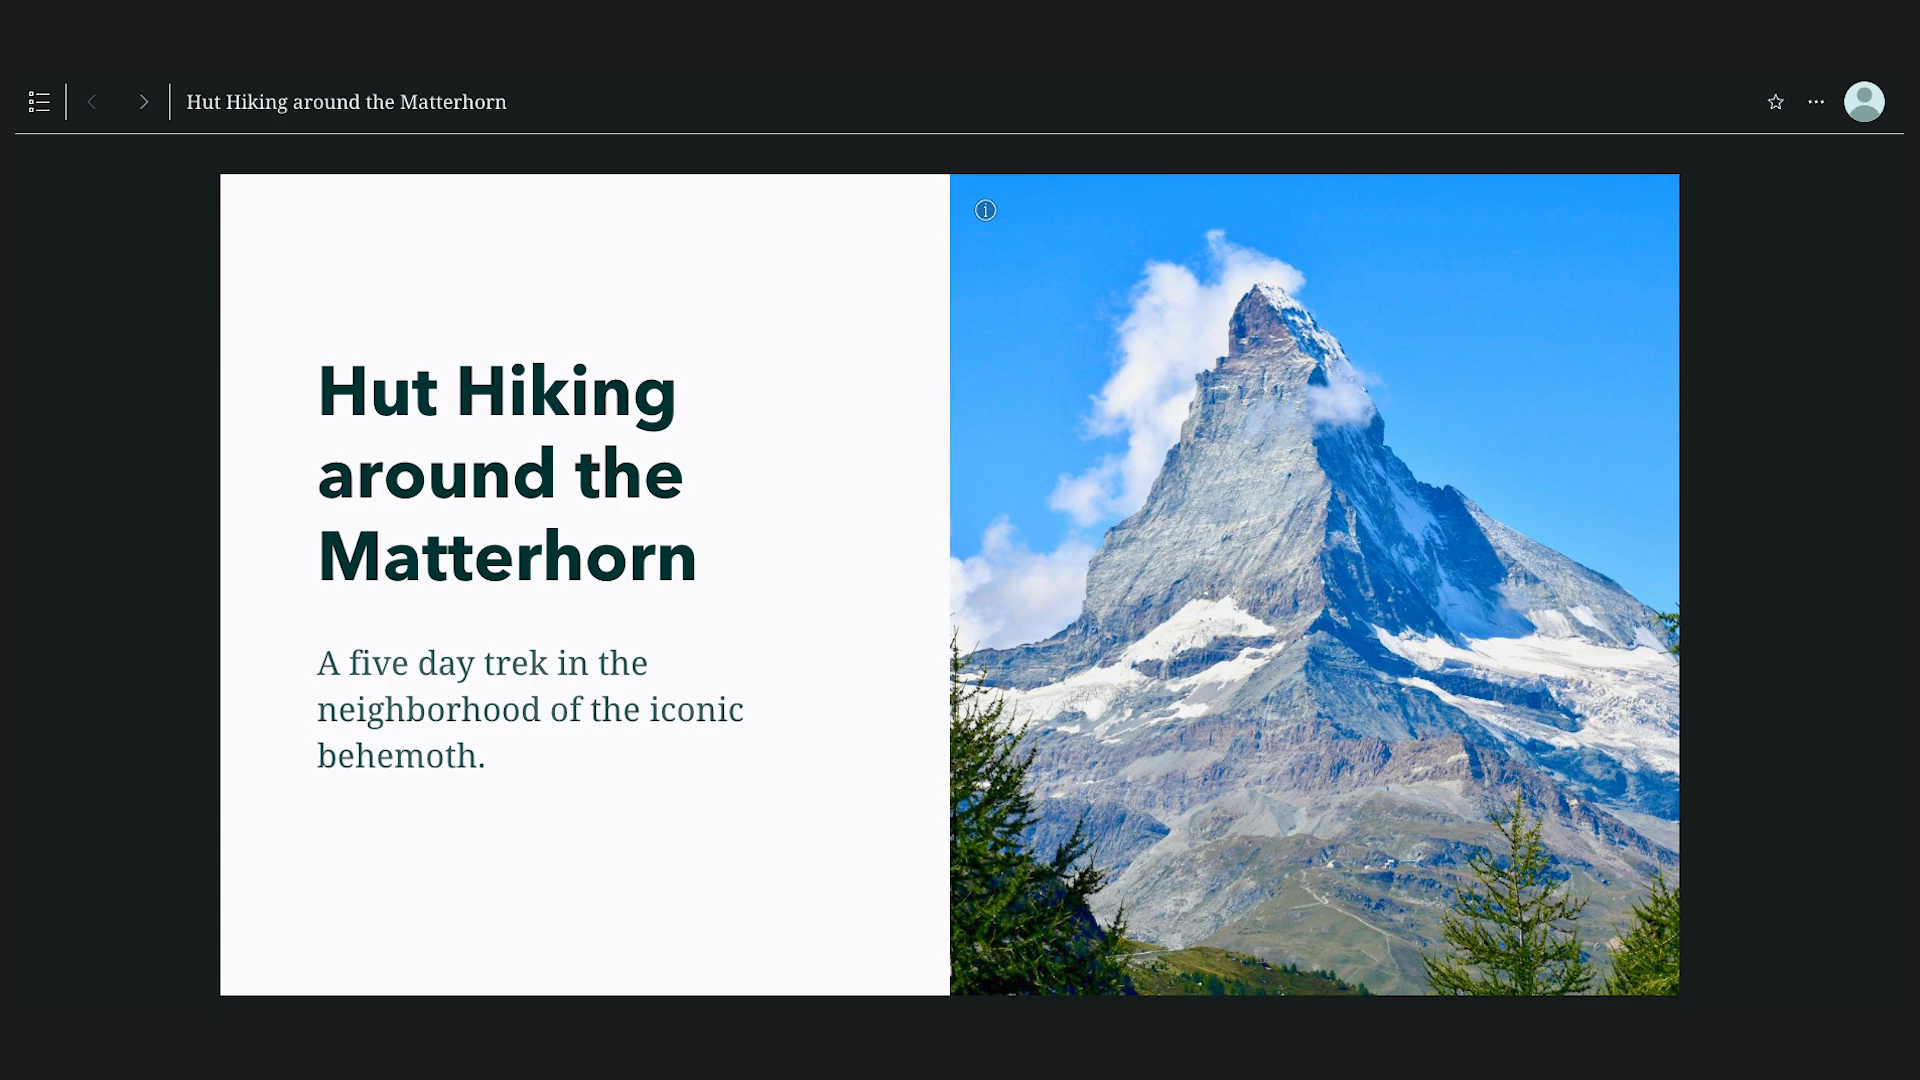 Hut Hiking around the Matterhorn
Hut Hiking
around the
Matterhorn
A five day trek in the
neighborhood of the iconic
behemoth.